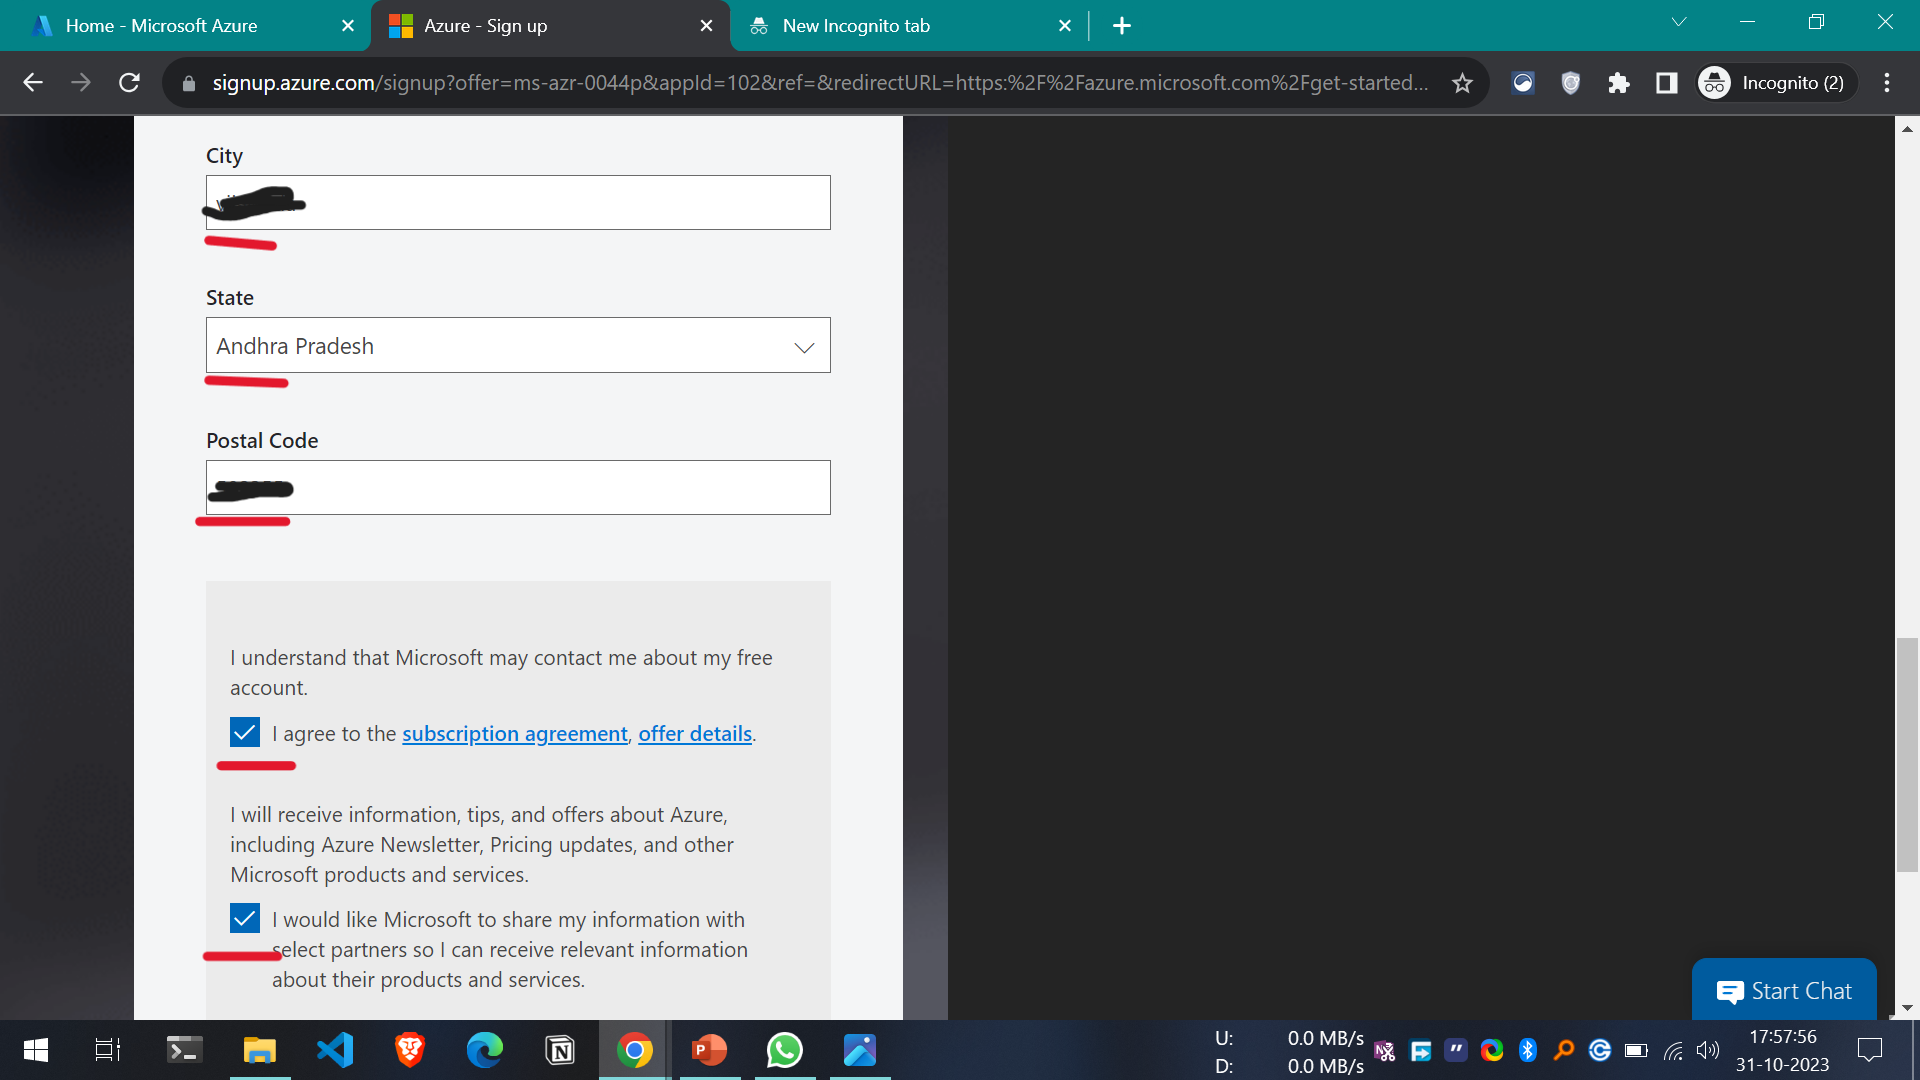 Home - Microsoft Azure
Azure - Sign up
New Incognito tab
signup.azure.com/signup?offer=ms-azr-0044p&appId=102&ref=&redirectURL=https:%2F%2Fazure.microsoft.com%2Fget-started...
Incognito (2)
City
State
Andhra Pradesh
Postal Code
I understand that Microsoft may contact me about my free
account.
I agree to the subscription agreement, offer details.
I will receive information, tips, and offers about Azure,
including Azure Newsletter, Pricing updates, and other
Microsoft products and services.
I would like Microsoft to share my information with
select partners so I can receive relevant information
about their products and services.
Start Chat
U: 0.0 MB/s
D: 0.0 MB/s
17:57:56
31-10-2023